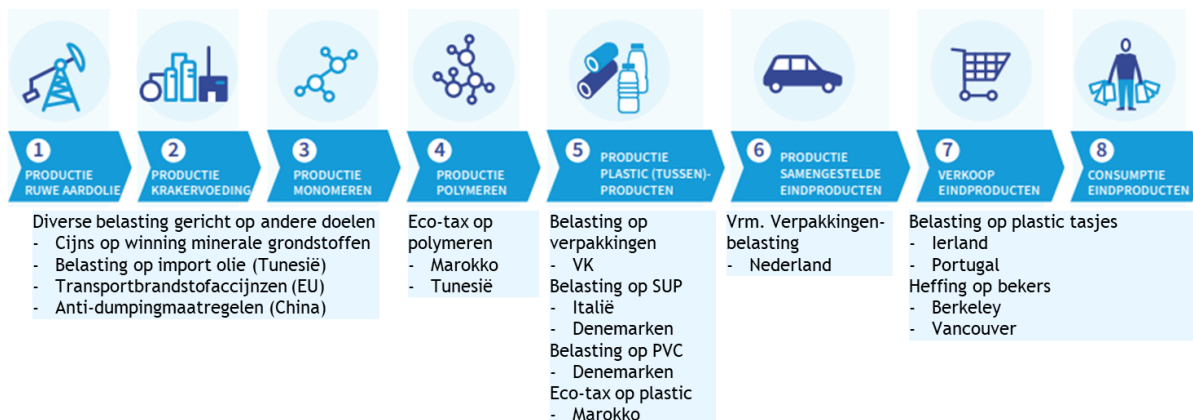 1
PRODUCTIE
RUWE AARDOLIE
2
PRODUCTIE
KRAKERVOEDING
3
PRODUCTIE
MONOMEREN
4
PRODUCTIE
POLYMEREN
5
PRODUCTIE
PLASTIC (TUSSEN)-
PRODUCTEN
6
PRODUCTIE
SAMENGESTELDE
EINDPRODUCTEN
7
VERKOOP
EINDPRODUCTEN
8
CONSUMPTIE
EINDPRODUCTEN
Diverse belasting gericht op andere doelen
- Cijns op winning minerale grondstoffen
- Belasting op import olie (Tunesië)
- Transportbrandstofaccijnzen (EU)
- Anti-dumpingmaatregelen (China)
Eco-tax op
polymeren
- Marokko
- Tunesië
Belasting op
verpakkingen
- VK
Belasting op SUP
- Italië
- Denemarken
Belasting op PVC
- Denemarken
Eco-tax op plastic
- Marokko
Vrm. Verpakkingen-
belasting
- Nederland
Belasting op plastic tasjes
- Ierland
- Portugal
Heffing op bekers
- Berkeley
- Vancouver